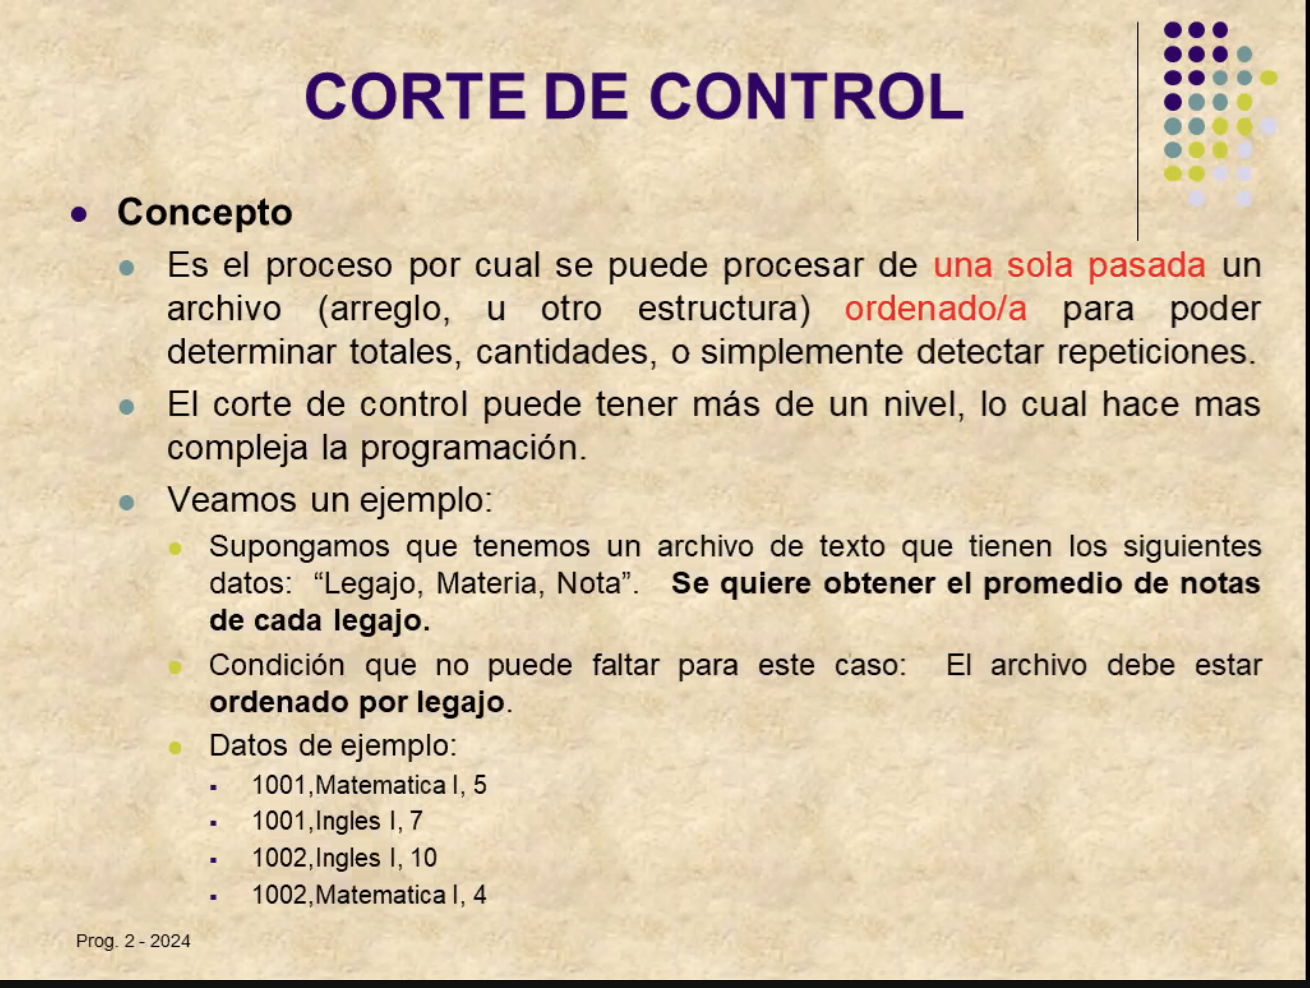 CORTE DE CONTROL
Concepto
Es el proceso por cual se puede procesar de una sola pasada un
archivo (arreglo, u otro estructura) ordenado/a para poder
determinar totales, cantidades, o simplemente detectar repeticiones.
El corte de control puede tener más de un nivel, lo cual hace mas
compleja la programación.
Veamos un ejemplo:
Supongamos que tenemos un archivo de texto que tienen los siguientes
datos: “Legajo, Materia, Nota”. Se quiere obtener el promedio de notas
de cada legajo.
Condición que no puede faltar para este caso: El archivo debe estar
ordenado por legajo.
Datos de ejemplo:
1001,Matematica I, 5
1001,Ingles I, 7
1002,Ingles I, 10
1002,Matematica I, 4
Prog. 2 - 2024